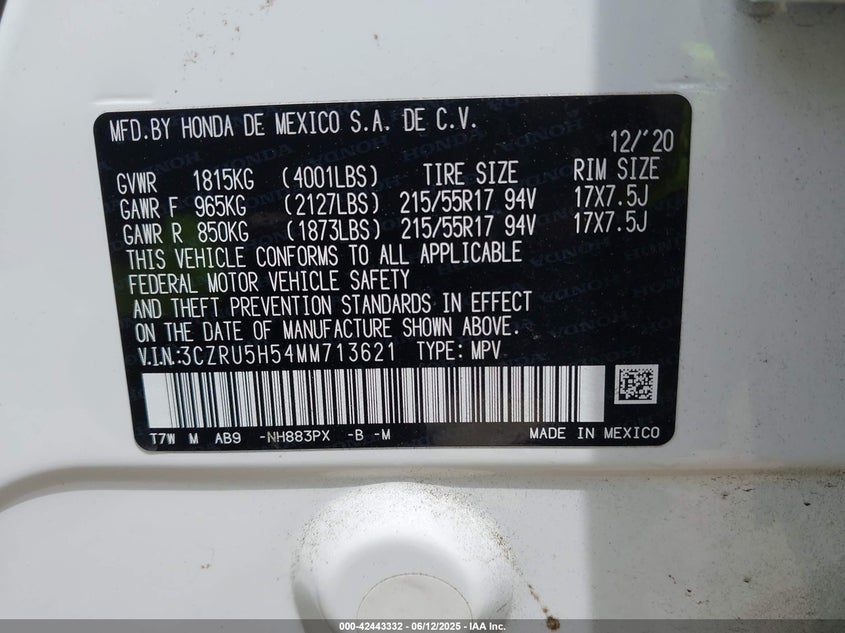 MFD.BY HONDA DE MEXICO S.A. DE C.V.
12/'20
GVWR 1815KG (4001LBS) TIRE SIZE RIM SIZE
GAWR F 965KG (2127LBS) 215/55R17 94V 17X7.5J
GAWR R 850KG (1873LBS) 215/55R17 94V 17X7.5J
THIS VEHICLE CONFORMS TO ALL APPLICABLE
FEDERAL MOTOR VEHICLE SAFETY
AND THEFT PREVENTION STANDARDS IN EFFECT
ON THE DATE OF MANUFACTURE SHOWN ABOVE.
V.I.N.:3CZRU5H54MM713621 TYPE: MPV
T7W M AB9 -NH883PX -B -M MADE IN MEXICO
000-42443332 / 06/12/2025 - IAA Inc.